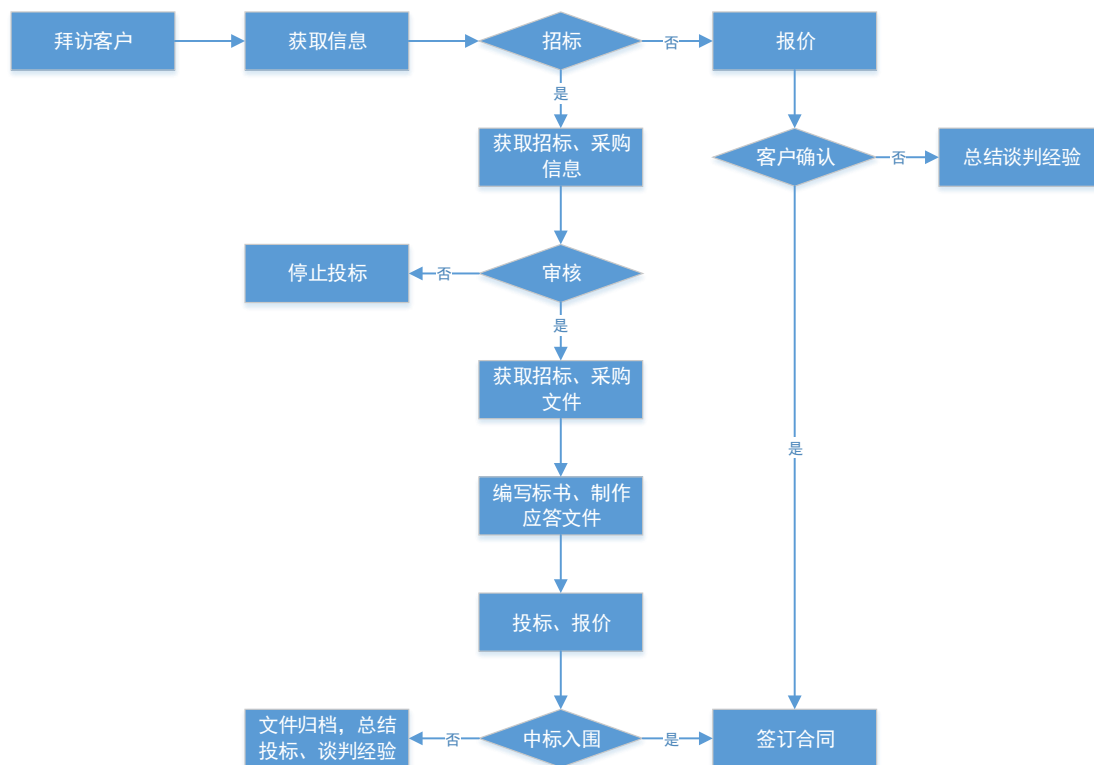 拜访客户
获取信息
招标
否
报价
是
获取招标、采购
信息
客户确认
否
总结谈判经验
停止投标
否
审核
是
获取招标、采购
文件
是
编写标书、制作
应答文件
投标、报价
文件归档，总结
投标、谈判经验
否
中标入围
是
签订合同